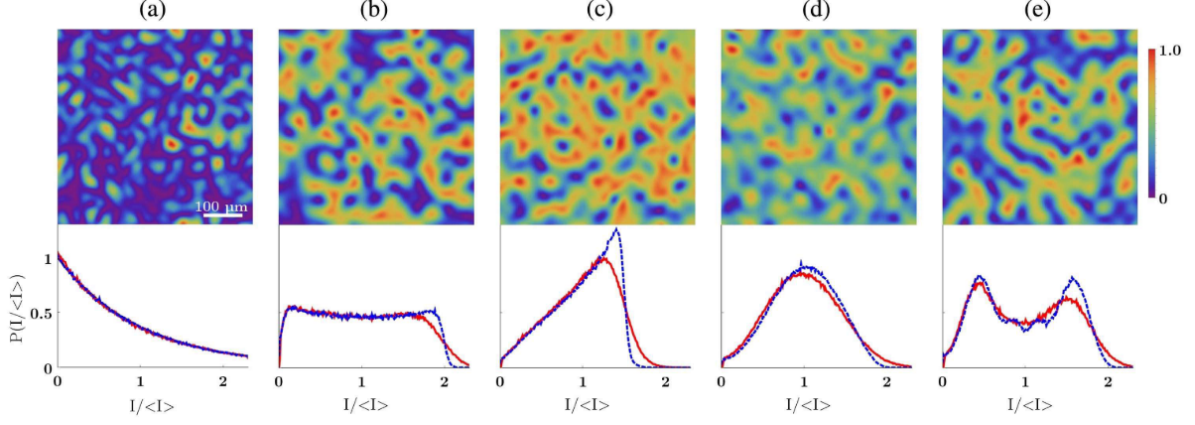 (a) (b) (c) (d) (e)
1.0
100 µm
0
P(I/<I>)
1
0.5
0
0 1 2 0 1 2 0 1 2 0 1 2 0 1 2
I/<I> I/<I> I/<I> I/<I> I/<I>